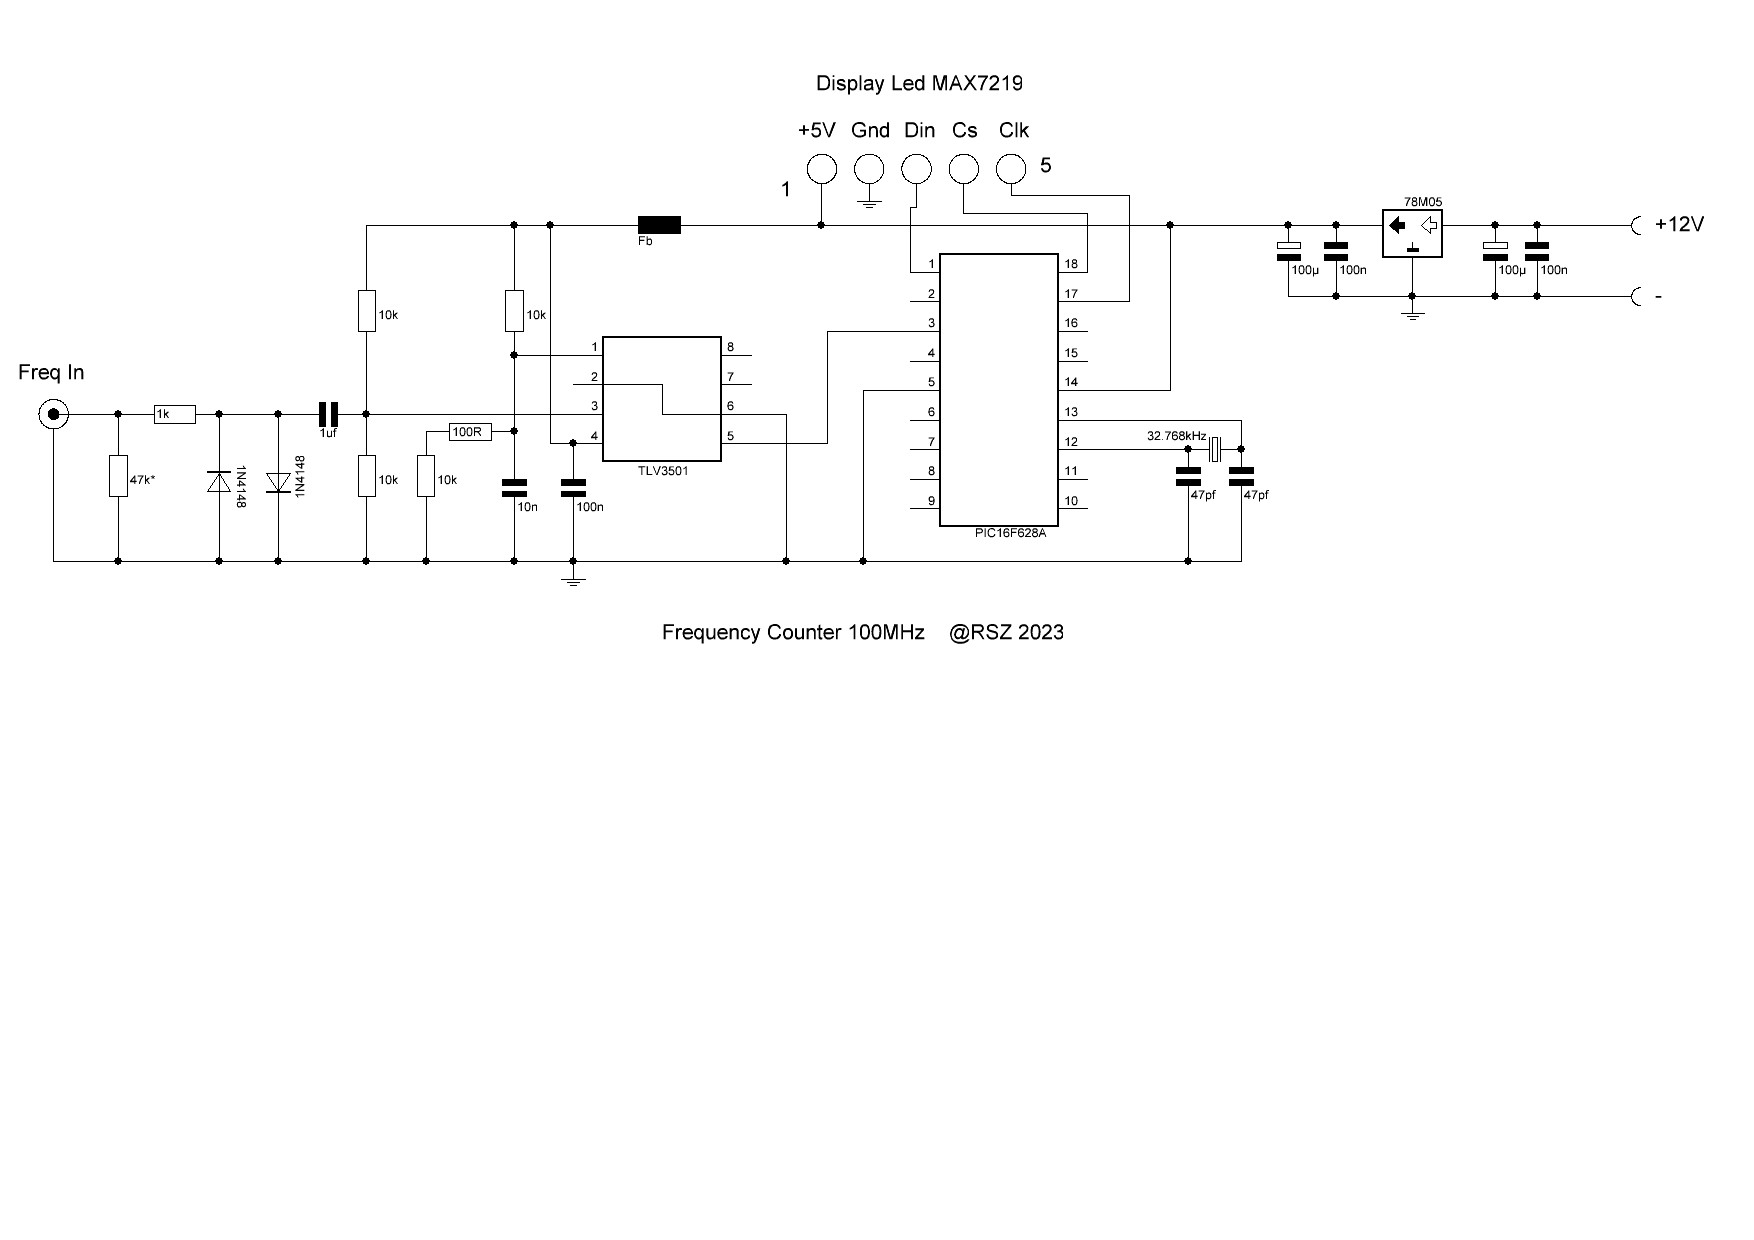 Display Led MAX7219
+5V Gnd Din Cs Clk
1
5
78M05
+12V
Fb
100µ
100n
100µ
100n
-
10k
10k
Freq In
1k
1uf
47k*
1N4148
1N4148
10k
100R
10k
10n
100n
1
2
3
4
8
7
6
5
TLV3501
1
2
3
4
5
6
7
8
9
18
17
16
15
14
13
12
11
10
PIC16F628A
32.768kHz
47pf
47pf
Frequency Counter 100MHz @RSZ 2023